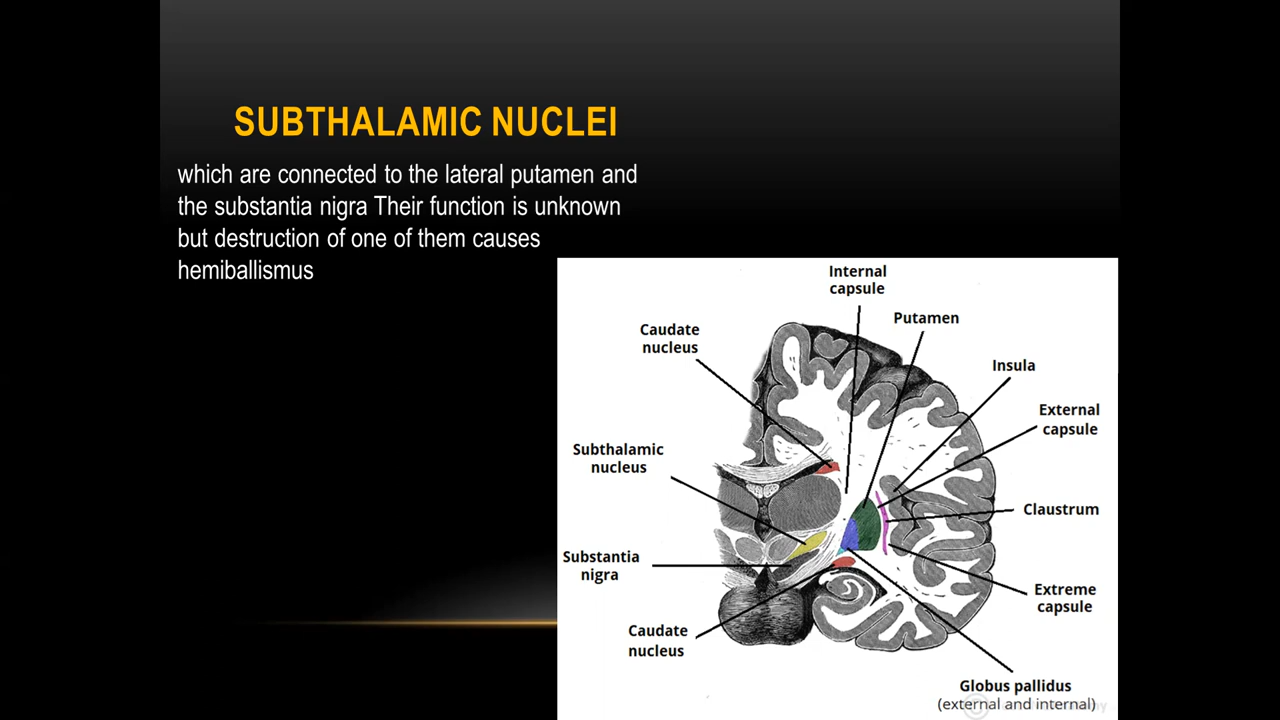 SUBTHALAMIC NUCLEI
which are connected to the lateral putamen and
the substantia nigra Their function is unknown
but destruction of one of them causes
hemiballismus
Internal
capsule
Putamen
Caudate
nucleus
Insula
External
capsule
Subthalamic
nucleus
Claustrum
Substantia
nigra
Extreme
capsule
Caudate
nucleus
Globus pallidus
(external and internal)